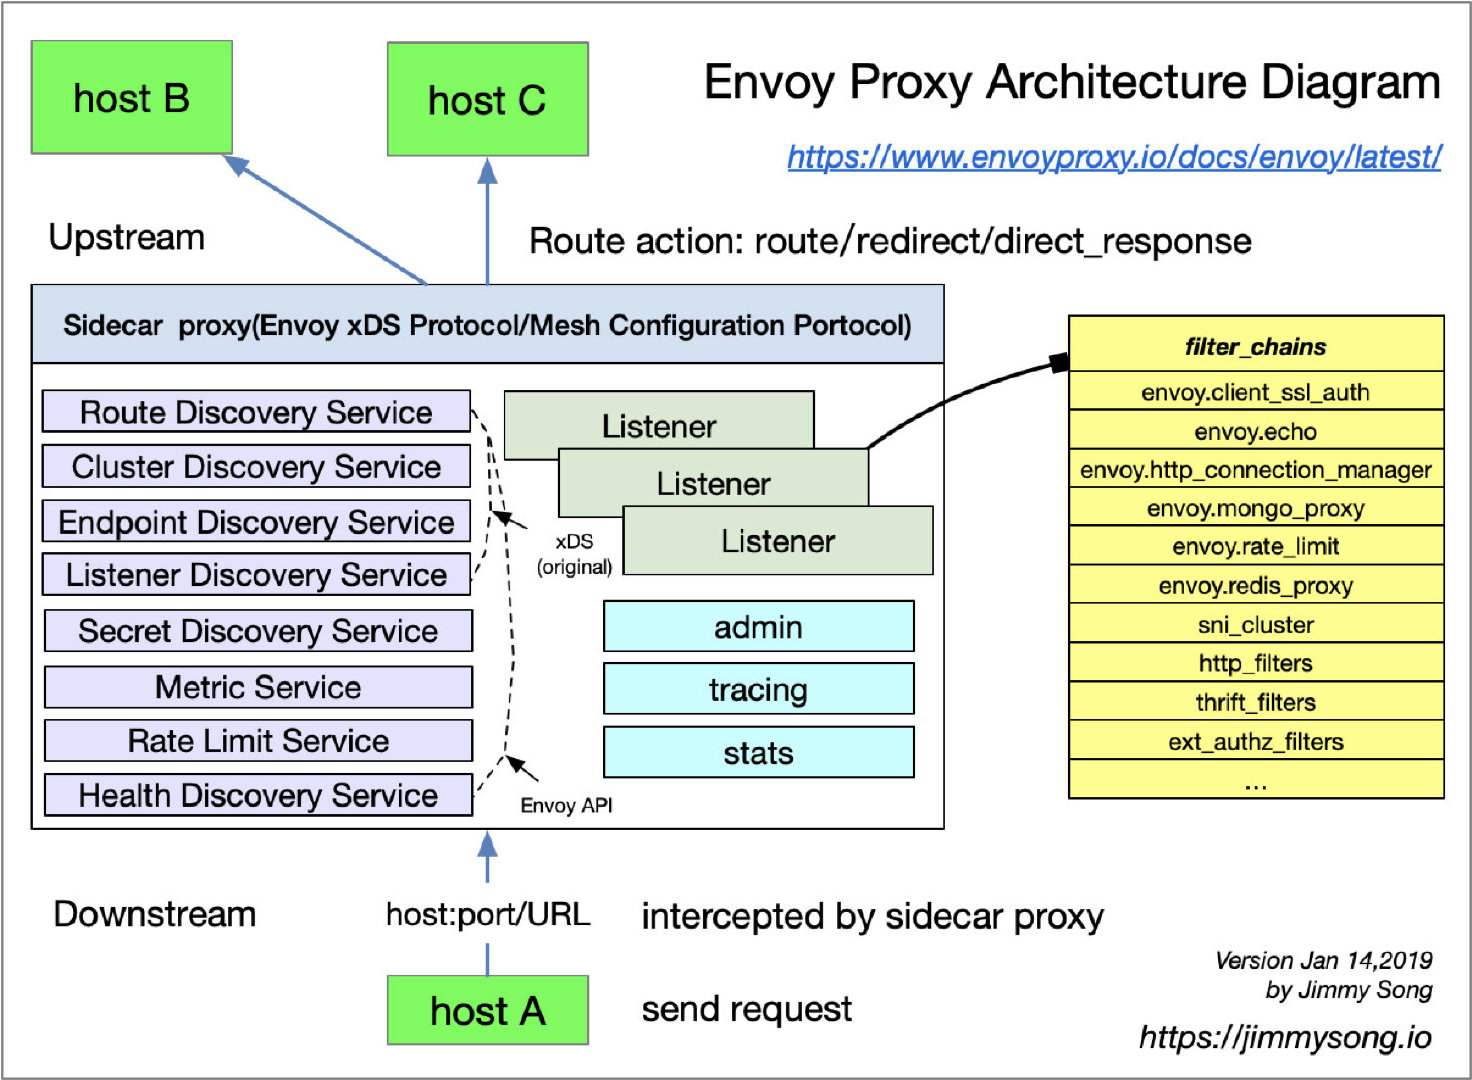 host B
host C
Envoy Proxy Architecture Diagram
https://www.envoyproxy.io/docs/envoy/latest/
Upstream
Route action: route/redirect/direct_response
Sidecar proxy(Envoy xDS Protocol/Mesh Configuration Portocol)
Route Discovery Service
Cluster Discovery Service
Endpoint Discovery Service
Listener Discovery Service
Secret Discovery Service
Metric Service
Rate Limit Service
Health Discovery Service
xDS
(original)
Envoy API
Listener
Listener
Listener
admin
tracing
stats
filter_chains
envoy.client_ssl_auth
envoy.echo
envoy.http_connection_manager
envoy.mongo_proxy
envoy.rate_limit
envoy.redis_proxy
sni_cluster
http_filters
thrift_filters
ext_authz_filters
...
Downstream
host:port/URL
intercepted by sidecar proxy
host A
send request
Version Jan 14,2019
by Jimmy Song
https://jimmysong.io